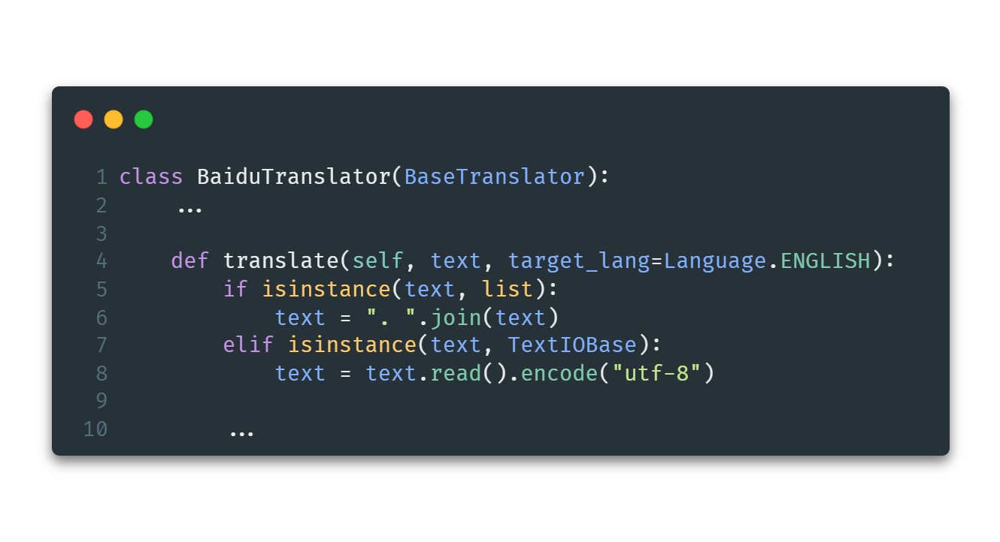 1 class BaiduTranslator(BaseTranslator):
2     ...
3
4     def translate(self, text, target_lang=Language.ENGLISH):
5         if isinstance(text, list):
6             text = ". ".join(text)
7         elif isinstance(text, TextIOBase):
8             text = text.read().encode("utf-8")
9
10         ...